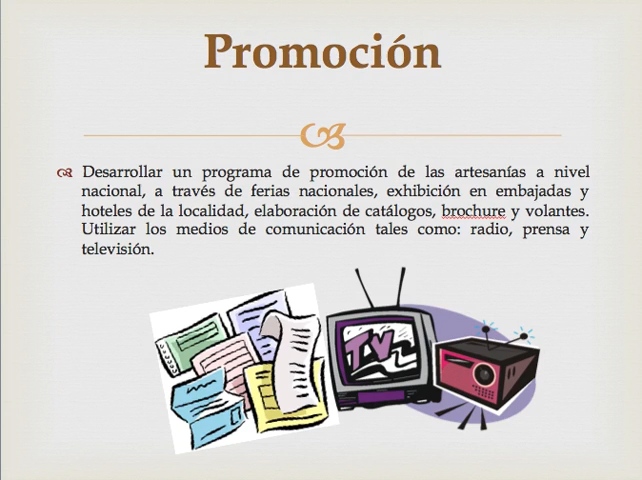 Promoción
Desarrollar un programa de promoción de las artesanías a nivel
nacional, a través de ferias nacionales, exhibición en embajadas y
hoteles de la localidad, elaboración de catálogos, brochure y volantes.
Utilizar los medios de comunicación tales como: radio, prensa y
televisión.
TV